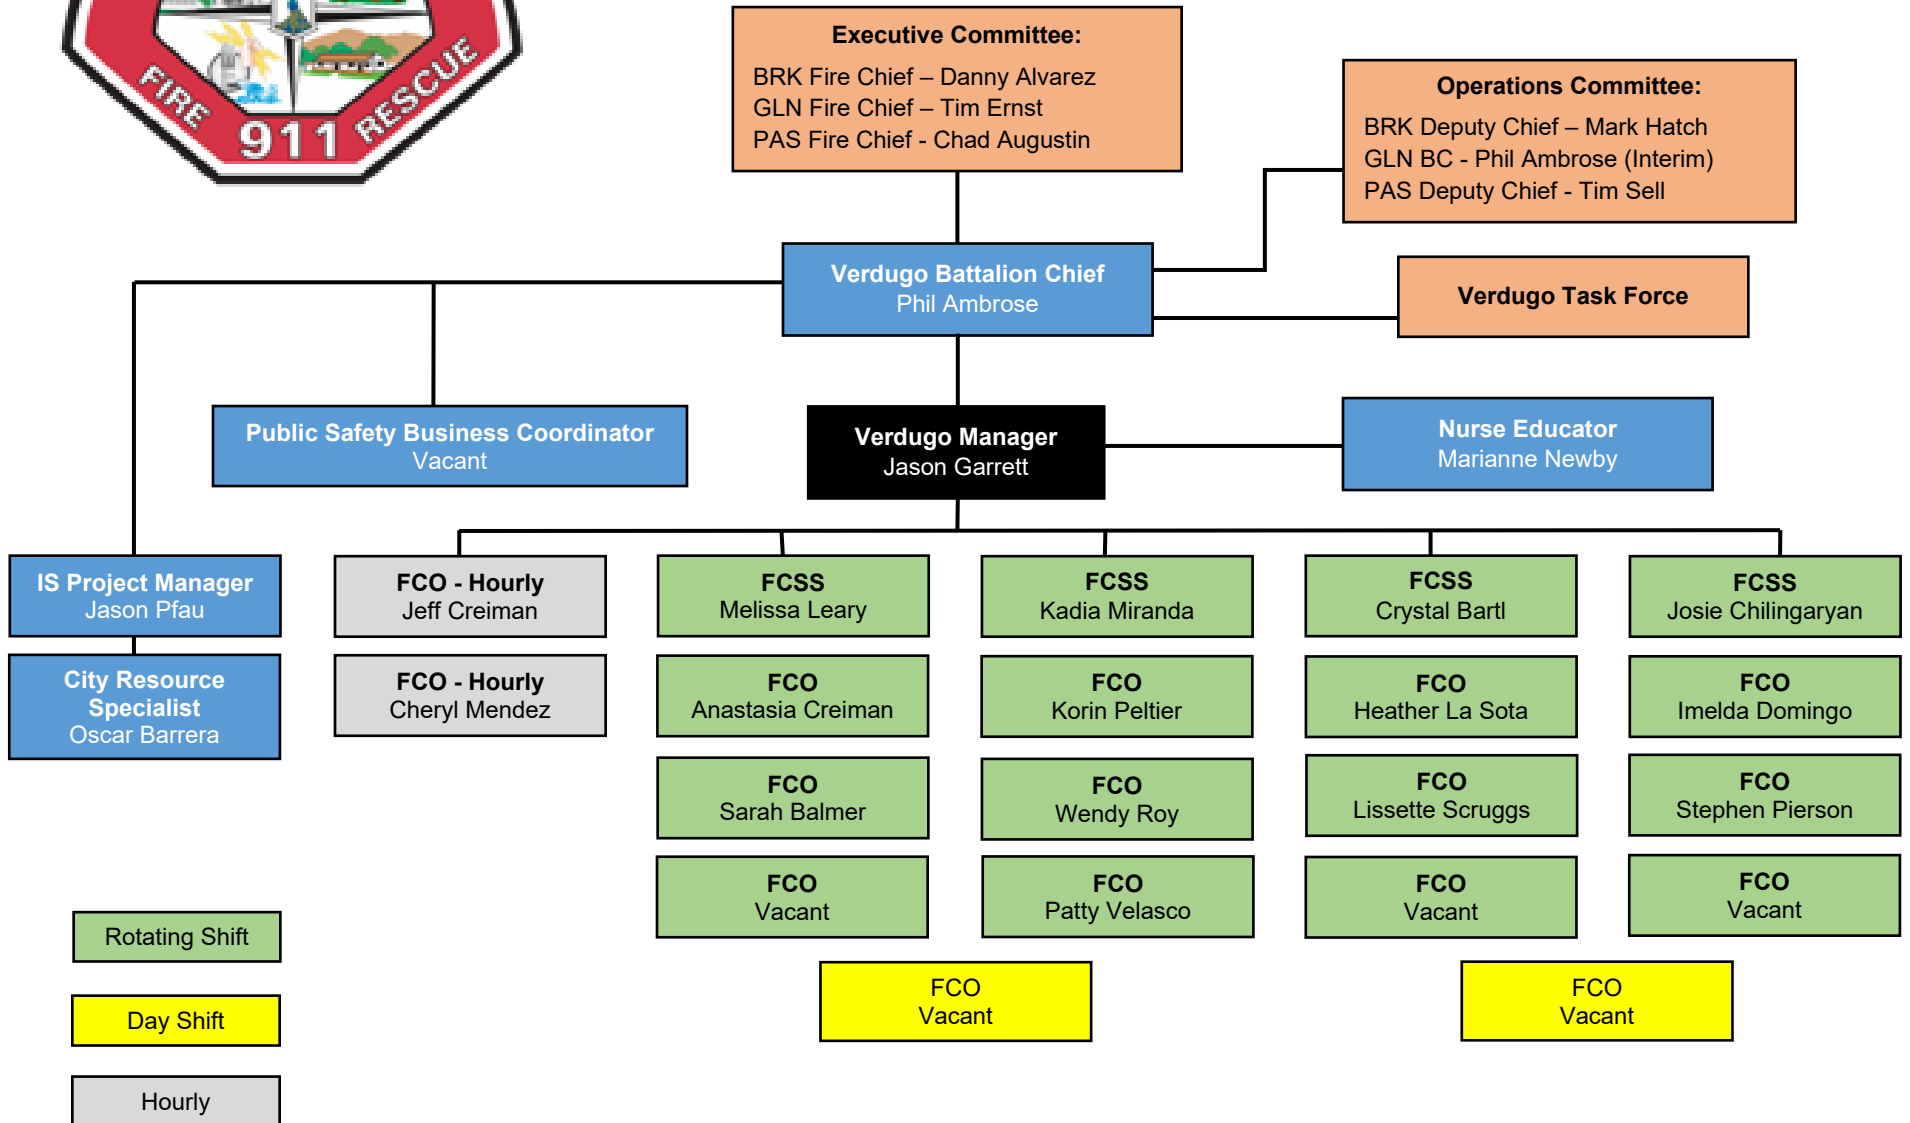 FIRE
911
RESCUE
Executive Committee:
BRK Fire Chief – Danny Alvarez
GLN Fire Chief – Tim Ernst
PAS Fire Chief - Chad Augustin
Operations Committee:
BRK Deputy Chief – Mark Hatch
GLN BC - Phil Ambrose (Interim)
PAS Deputy Chief - Tim Sell
Verdugo Battalion Chief
Phil Ambrose
Verdugo Task Force
Public Safety Business Coordinator
Vacant
Verdugo Manager
Jason Garrett
Nurse Educator
Marianne Newby
IS Project Manager
Jason Pfau
City Resource
Specialist
Oscar Barrera
FCO - Hourly
Jeff Creiman
FCO - Hourly
Cheryl Mendez
FCSS
Melissa Leary
FCO
Anastasia Creiman
FCO
Sarah Balmer
FCO
Vacant
FCSS
Kadia Miranda
FCO
Korin Peltier
FCO
Wendy Roy
FCO
Patty Velasco
FCSS
Crystal Bartl
FCO
Heather La Sota
FCO
Lissette Scruggs
FCO
Vacant
FCSS
Josie Chilingaryan
FCO
Imelda Domingo
FCO
Stephen Pierson
FCO
Vacant
FCO
Vacant
FCO
Vacant
Rotating Shift
Day Shift
Hourly